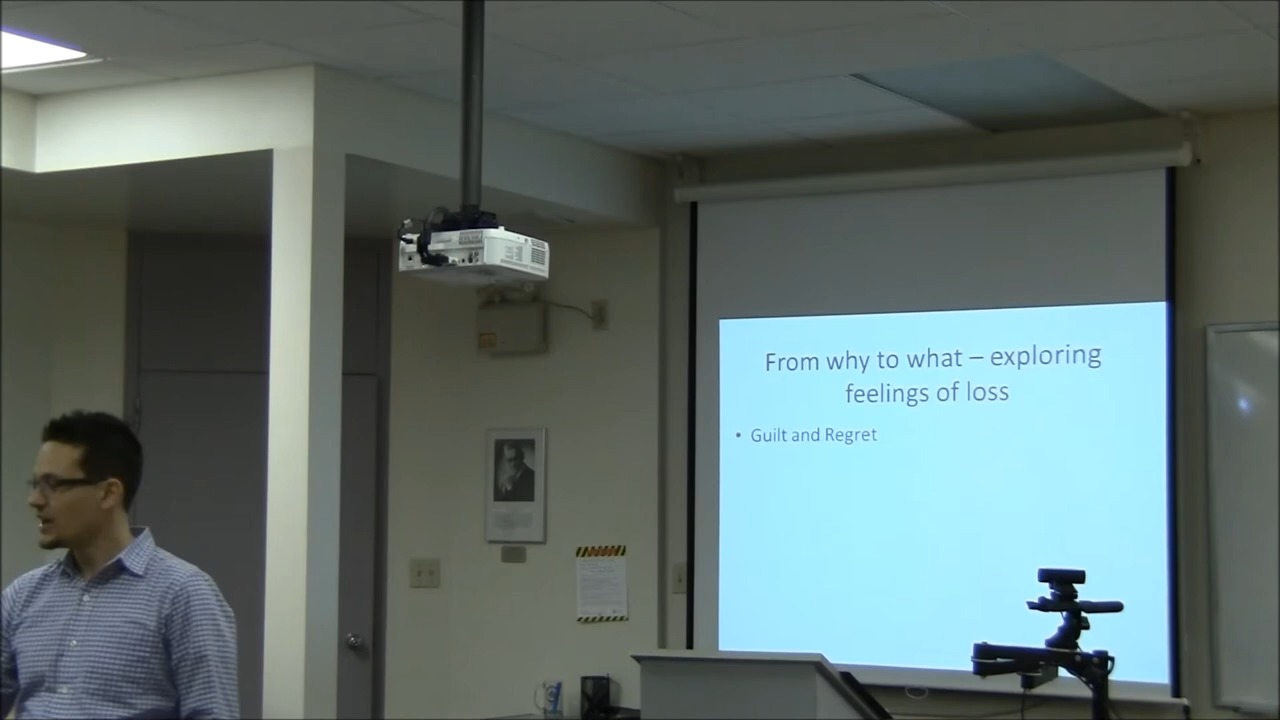 From why to what – exploring
feelings of loss
• Guilt and Regret